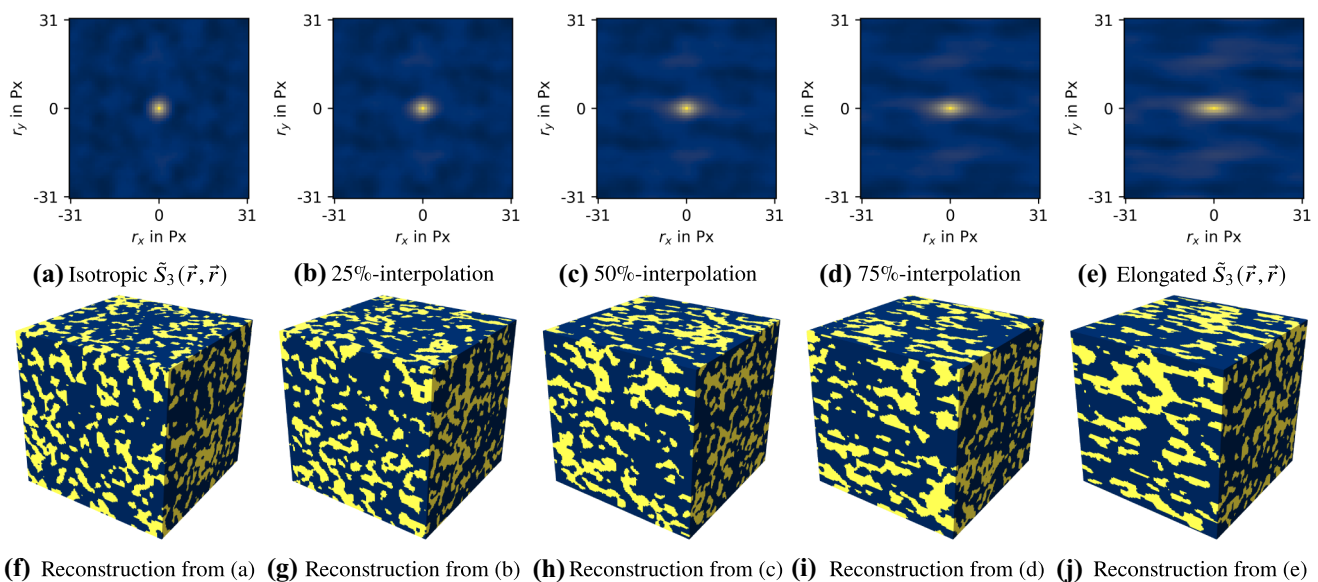 31
0
-31
-31
0
31
r_y in Px
r_x in Px
31
0
-31
-31
0
31
r_y in Px
r_x in Px
31
0
-31
-31
0
31
r_y in Px
r_x in Px
31
0
-31
-31
0
31
r_y in Px
r_x in Px
31
0
-31
-31
0
31
r_y in Px
r_x in Px
(a) Isotropic S̃₃(r⃗, r⃗)
(b) 25%-interpolation
(c) 50%-interpolation
(d) 75%-interpolation
(e) Elongated S̃₃(r⃗, r⃗)
(f) Reconstruction from (a)
(g) Reconstruction from (b)
(h) Reconstruction from (c)
(i) Reconstruction from (d)
(j) Reconstruction from (e)